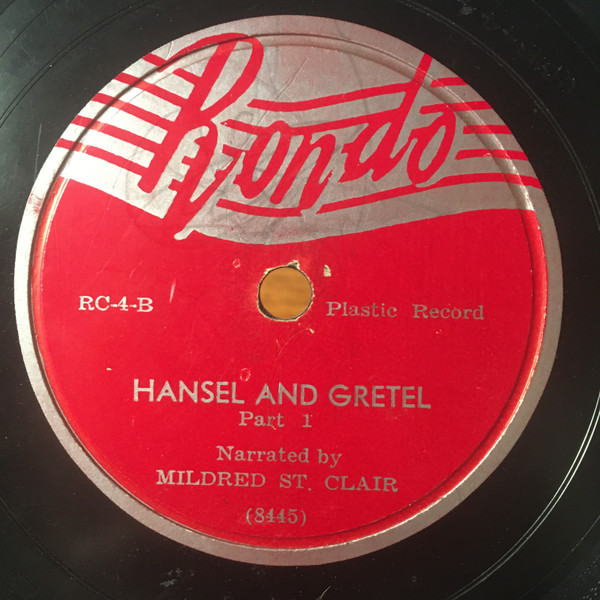 Rondo
RC-4-B
Plastic Record
HANSEL AND GRETEL
Part 1
Narrated by
MILDRED ST. CLAIR
(8445)